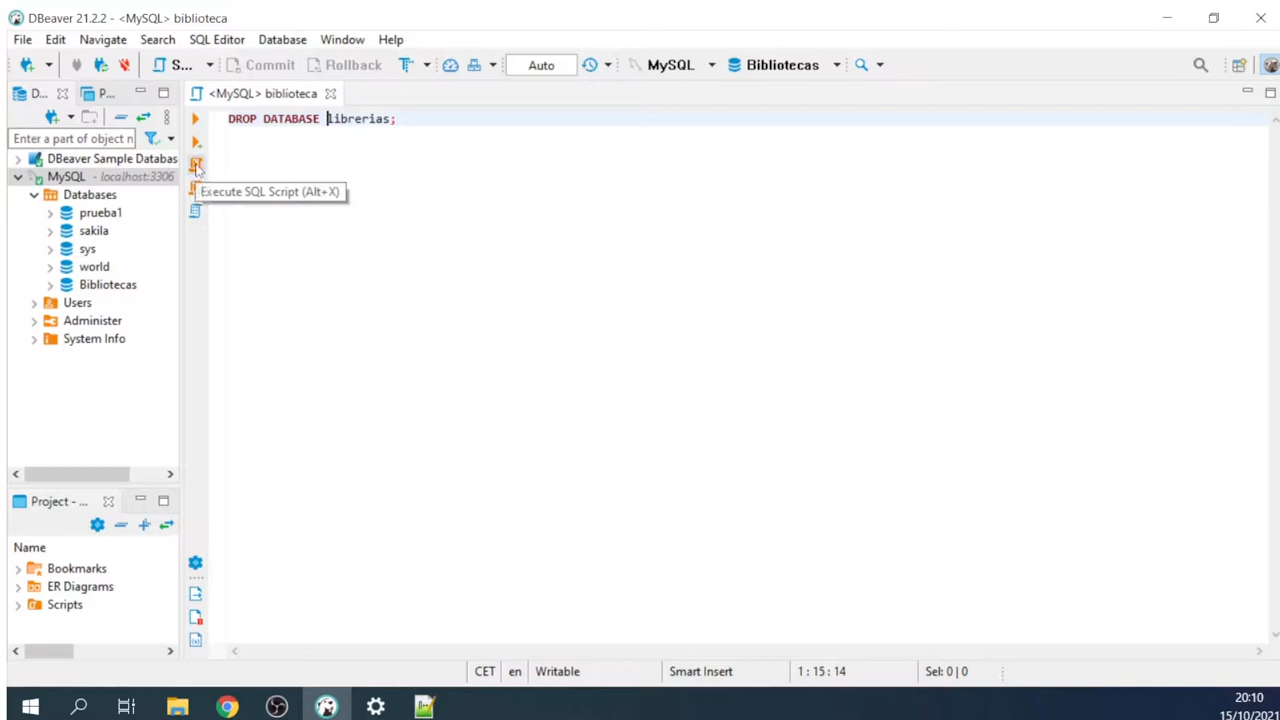 DBeaver 21.2.2 - <MySQL> biblioteca
File Edit Navigate Search SQL Editor Database Window Help
S... Commit Rollback Auto MySQL Bibliotecas
D... P... <MySQL> biblioteca
DROP DATABASE librerias;
Enter a part of object n
DBeaver Sample Databas
MySQL - localhost:3306
Execute SQL Script (Alt+X)
Databases
prueba1
sakila
sys
world
Bibliotecas
Users
Administer
System Info
Project - ...
Name
Bookmarks
ER Diagrams
Scripts
CET en Writable Smart Insert 1 : 15 : 14 Sel: 0 | 0
20:10
15/10/2021